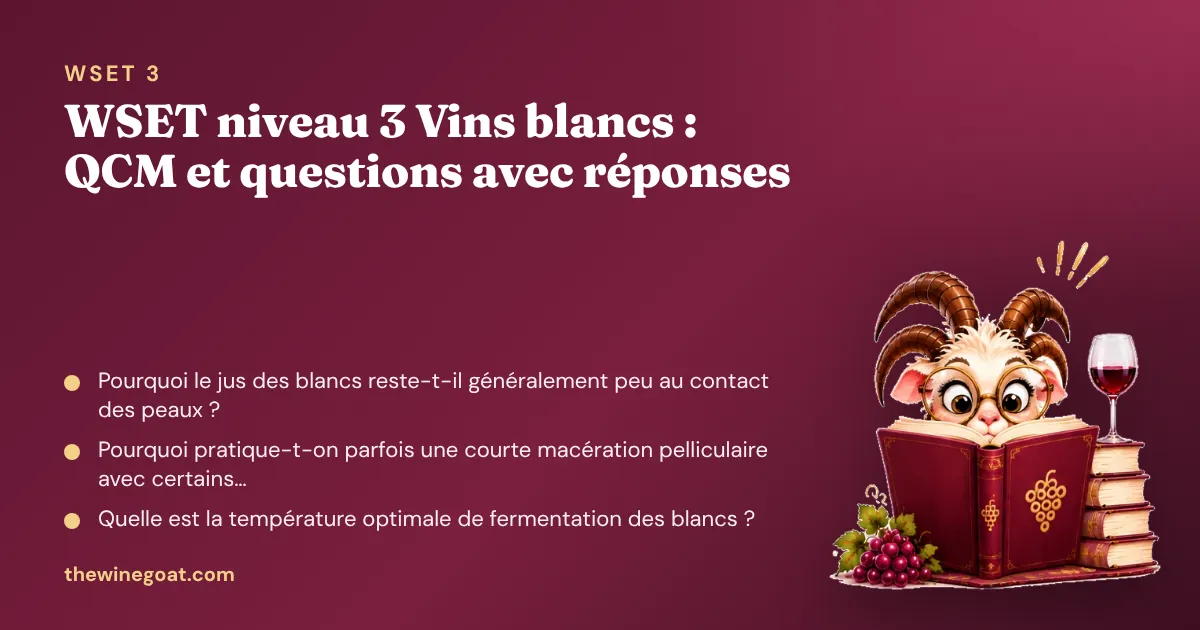 WSET 3
WSET niveau 3 Vins blancs :
QCM et questions avec réponses
Pourquoi le jus des blancs reste-t-il généralement peu au contact
des peaux ?
Pourquoi pratique-t-on parfois une courte macération pelliculaire
avec certains…
Quelle est la température optimale de fermentation des blancs ?
thewinegoat.com